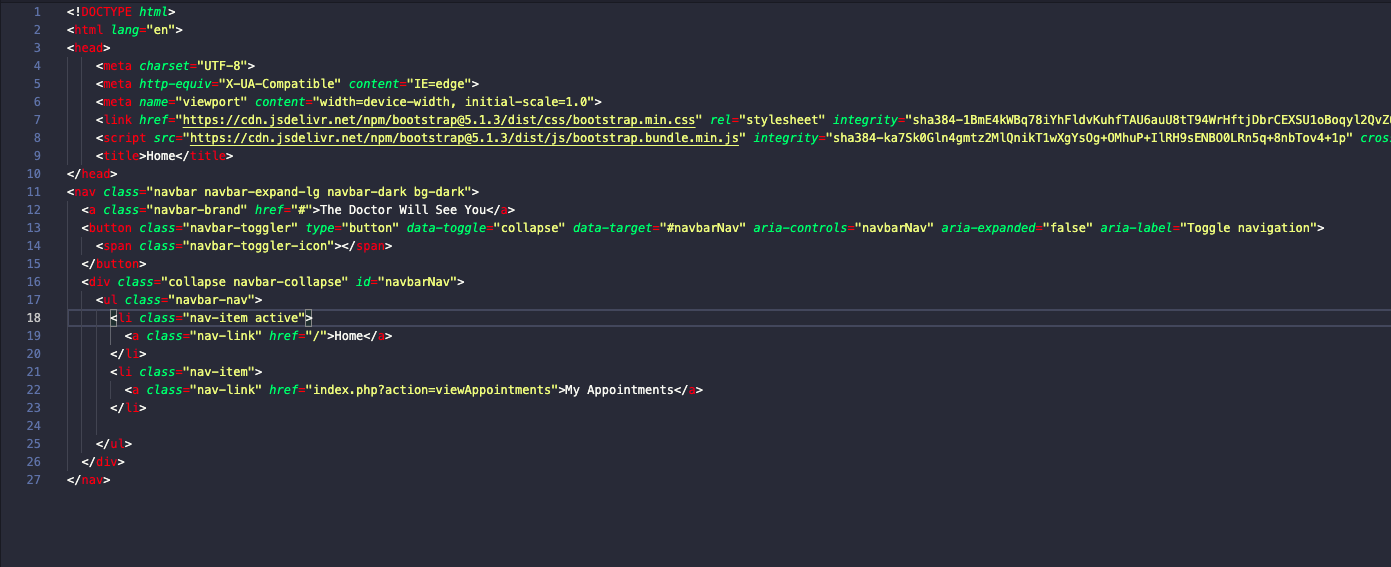 1 <!DOCTYPE html>
2 <html lang="en">
3 <head>
4 <meta charset="UTF-8">
5 <meta http-equiv="X-UA-Compatible" content="IE=edge">
6 <meta name="viewport" content="width=device-width, initial-scale=1.0">
7 <link href="https://cdn.jsdelivr.net/npm/bootstrap@5.1.3/dist/css/bootstrap.min.css" rel="stylesheet" integrity="sha384-1BmE4kWBq78iYhFldvKuhfTAU6auU8tT94WrHftjDbrCEXSU1oBoqyl2QvZ
8 <script src="https://cdn.jsdelivr.net/npm/bootstrap@5.1.3/dist/js/bootstrap.bundle.min.js" integrity="sha384-ka7Sk0Gln4gmtz2MlQnikT1wXgYsOg+OMhuP+IlRH9sENBO0LRn5q+8nbTov4+1p" cros
9 <title>Home</title>
10 </head>
11 <nav class="navbar navbar-expand-lg navbar-dark bg-dark">
12 <a class="navbar-brand" href="#">The Doctor Will See You</a>
13 <button class="navbar-toggler" type="button" data-toggle="collapse" data-target="#navbarNav" aria-controls="navbarNav" aria-expanded="false" aria-label="Toggle navigation">
14 <span class="navbar-toggler-icon"></span>
15 </button>
16 <div class="collapse navbar-collapse" id="navbarNav">
17 <ul class="navbar-nav">
18 <li class="nav-item active">
19 <a class="nav-link" href="/">Home</a>
20 </li>
21 <li class="nav-item">
22 <a class="nav-link" href="index.php?action=viewAppointments">My Appointments</a>
23 </li>
24
25 </ul>
26 </div>
27 </nav>